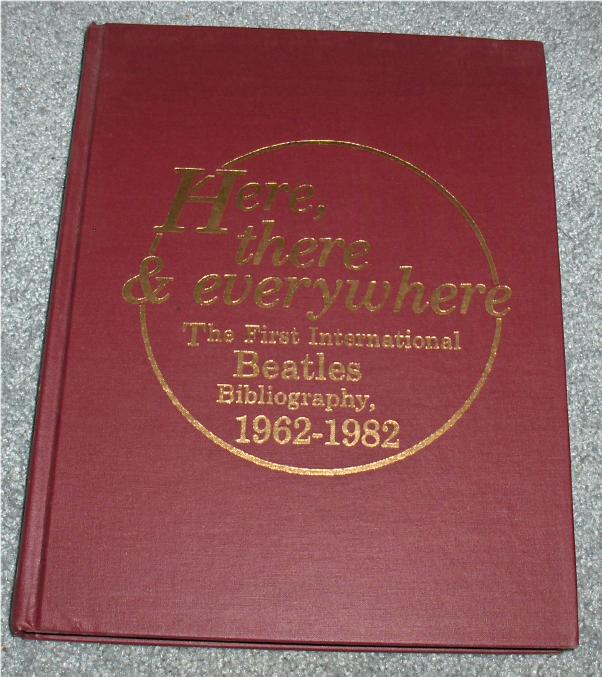 Here,
there
& everywhere
The First International
Beatles
Bibliography,
1962-1982